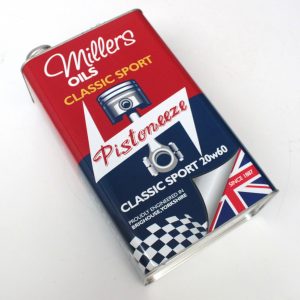 Millers
OILS
CLASSIC SPORT
Pistoneeze
CLASSIC SPORT 20w60
PROUDLY ENGINEERED IN
BRIGHOUSE, YORKSHIRE
SINCE 1887